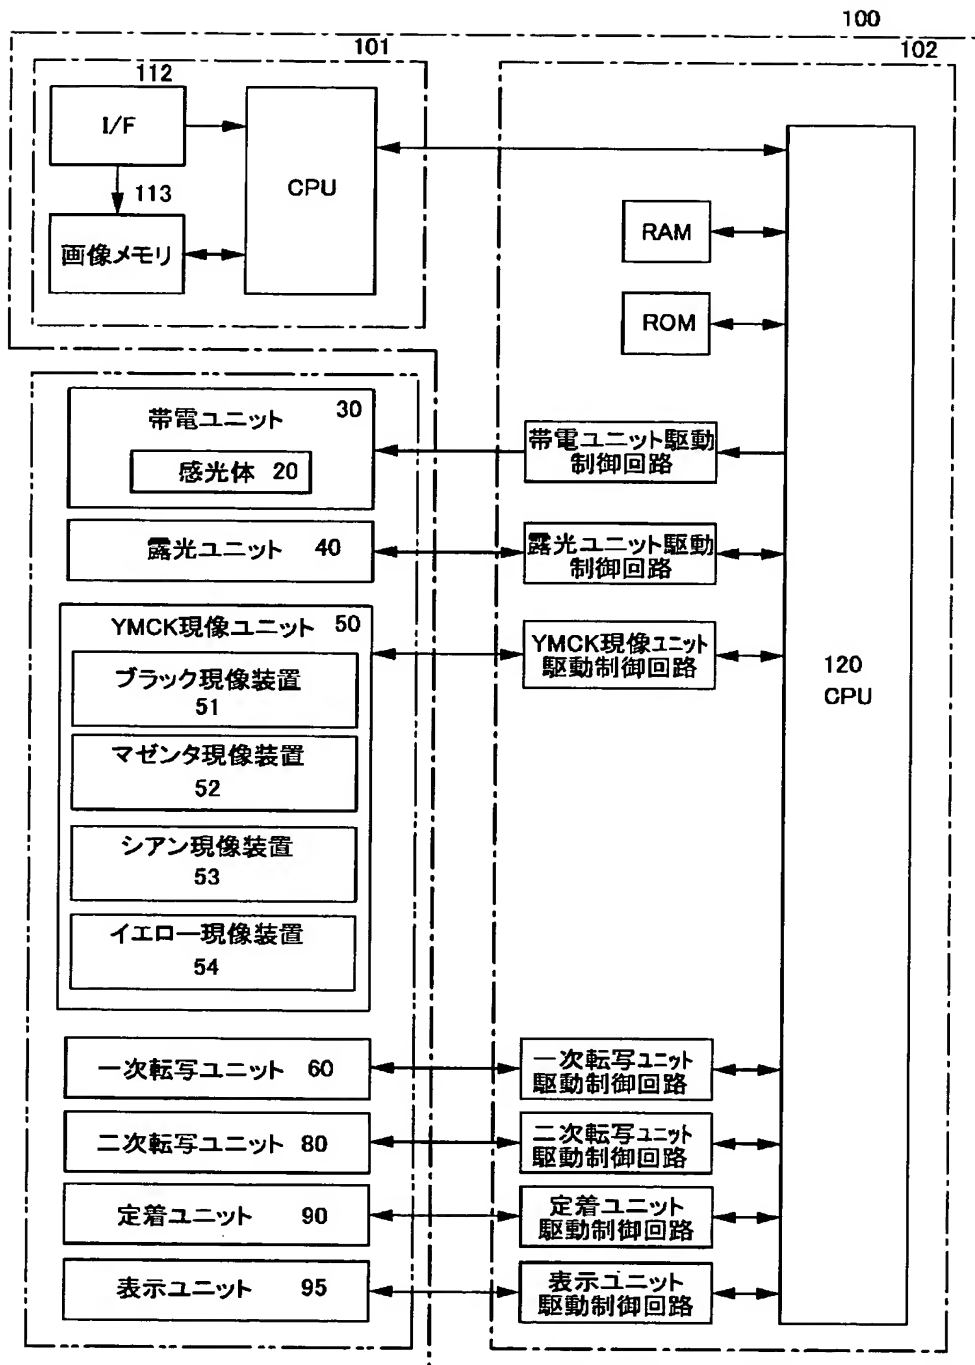 100
101
102
112
I/F
CPU
113
画像メモリ
RAM
ROM
120
CPU
帯電ユニット 30
感光体 20
帯電ユニット駆動
制御回路
露光ユニット 40
露光ユニット駆動
制御回路
YMCK現像ユニット 50
YMCK現像ユニット
駆動制御回路
ブラック現像装置
51
マゼンタ現像装置
52
シアン現像装置
53
イエロー現像装置
54
一次転写ユニット 60
一次転写ユニット
駆動制御回路
二次転写ユニット 80
二次転写ユニット
駆動制御回路
定着ユニット 90
定着ユニット
駆動制御回路
表示ユニット 95
表示ユニット
駆動制御回路